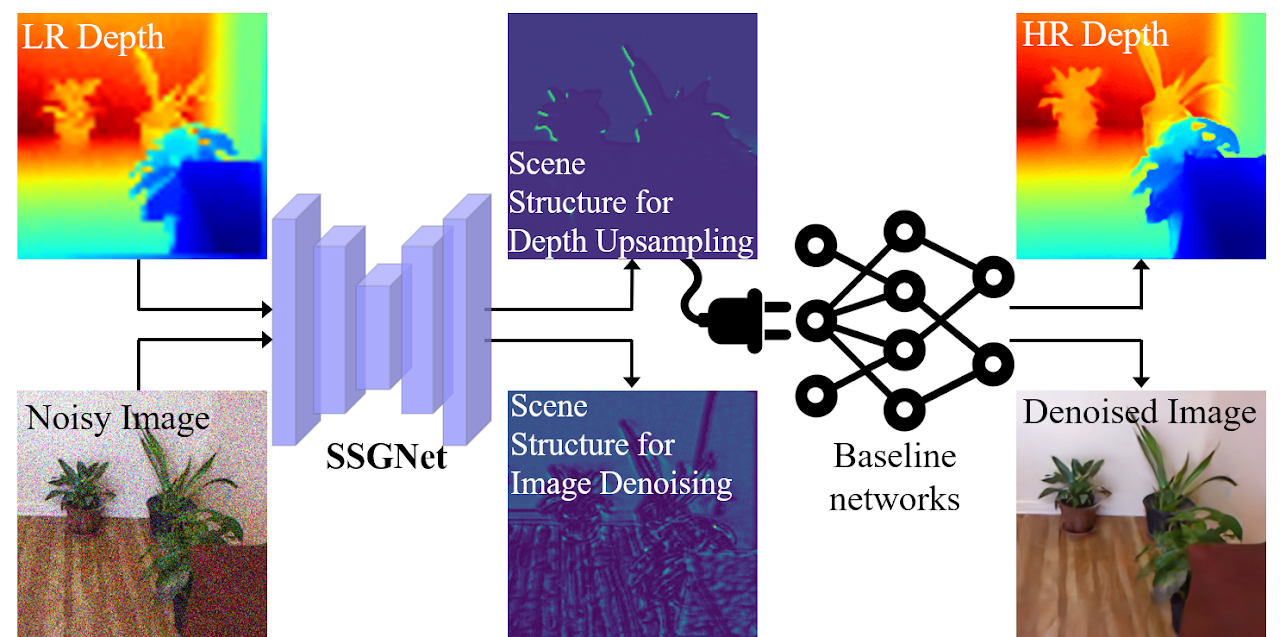 LR Depth
Scene
Structure for
Depth Upsampling
HR Depth
Noisy Image
SSGNet
Scene
Structure for
Image Denoising
Baseline
networks
Denoised Image